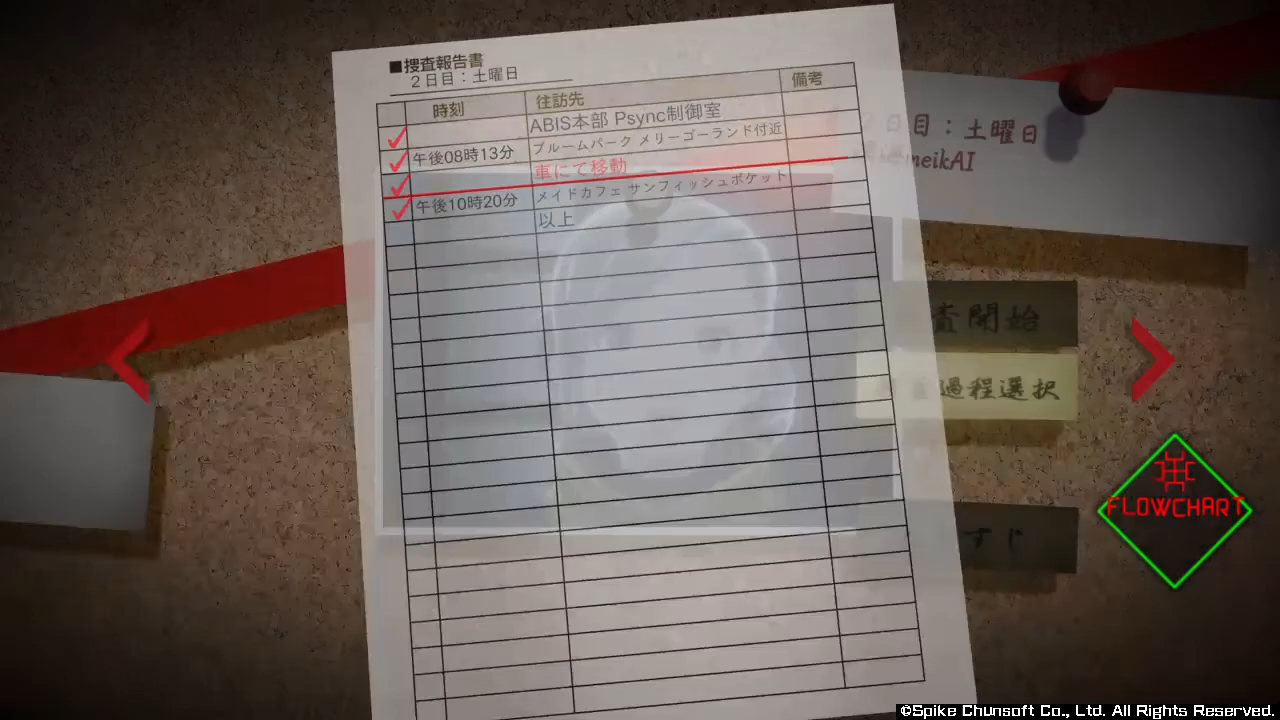 ■捜査報告書
2日目：土曜日
時刻 往訪先 備考
ABIS本部 Psync制御室
午後08時13分 ブルームパーク メリーゴーランド付近
車にて移動
午後10時20分 メイドカフェ サンフィッシュポケット
以上
日目：土曜日
meikAI
査開始
過程選択
すじ
FLOWCHART
©Spike Chunsoft Co., Ltd. All Rights Reserved.